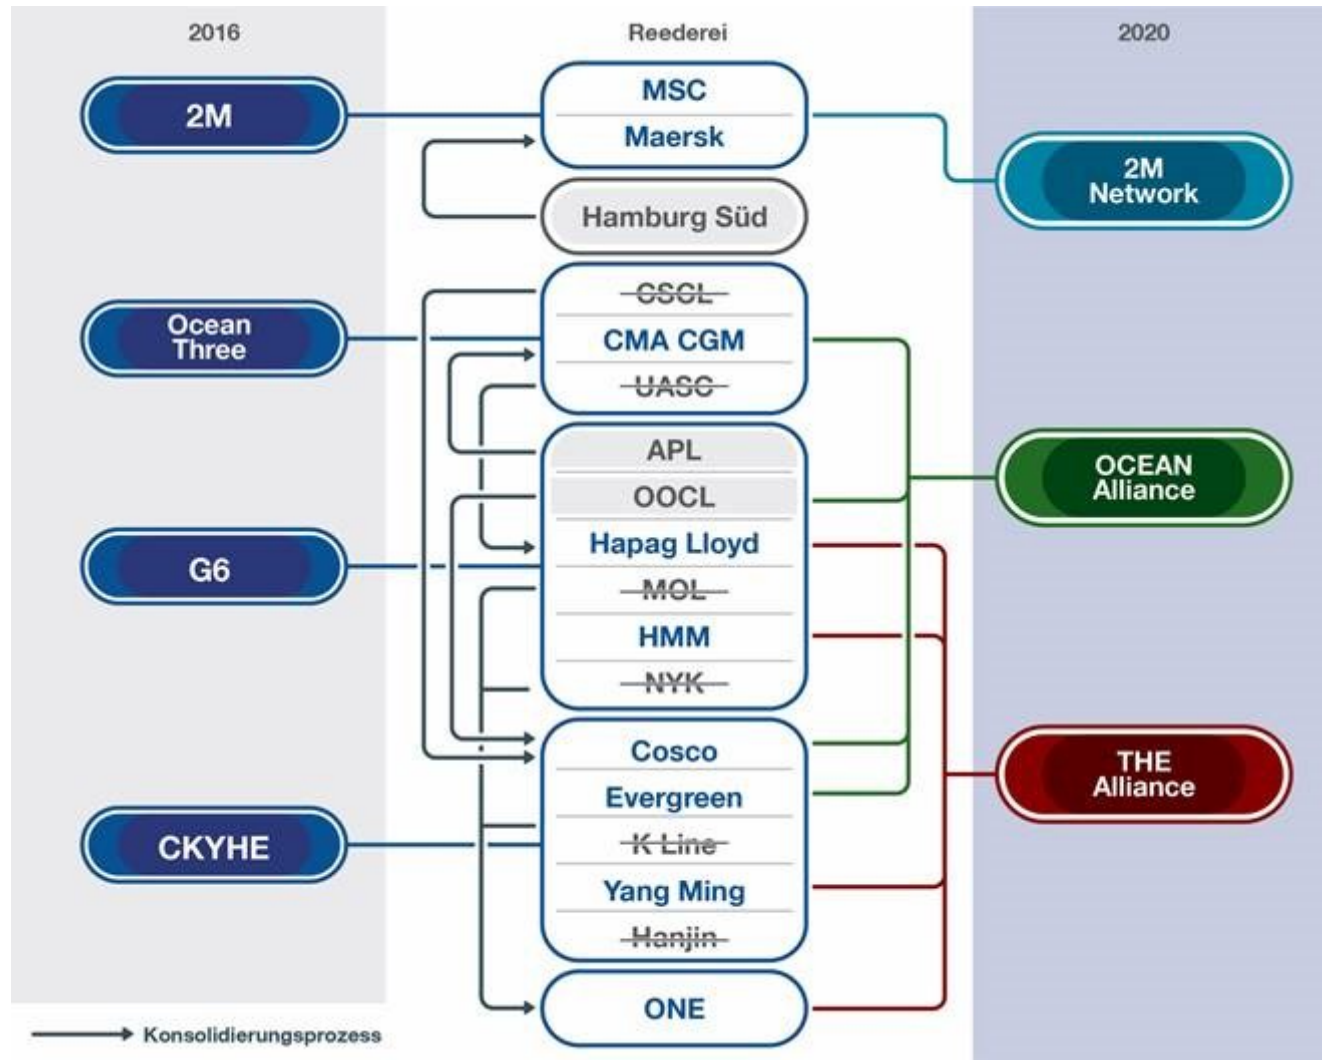 2016
Reederei
2020
2M
MSC
Maersk
Hamburg Süd
2M
Network
Ocean
Three
CSCL
CMA CGM
UASC
APL
OOCL
Hapag Lloyd
MOL
HMM
NYK
OCEAN
Alliance
G6
Cosco
Evergreen
K Line
Yang Ming
Hanjin
THE
Alliance
CKYHE
ONE
Konsolidierungsprozess